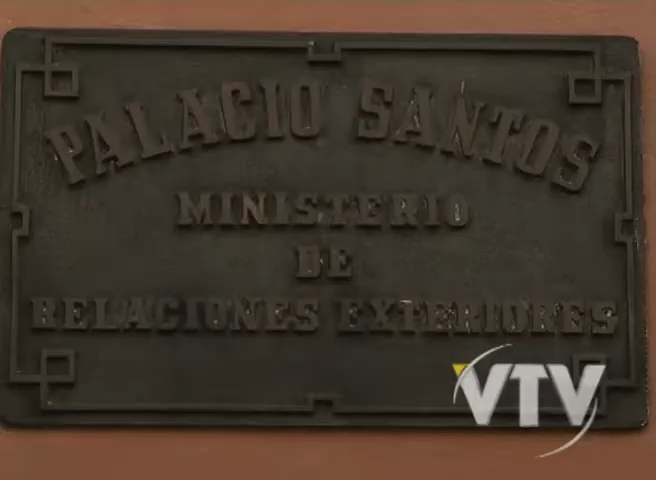 PALACIO SANTOS
MINISTERIO
DE
RELACIONES EXTERIORES
VTV